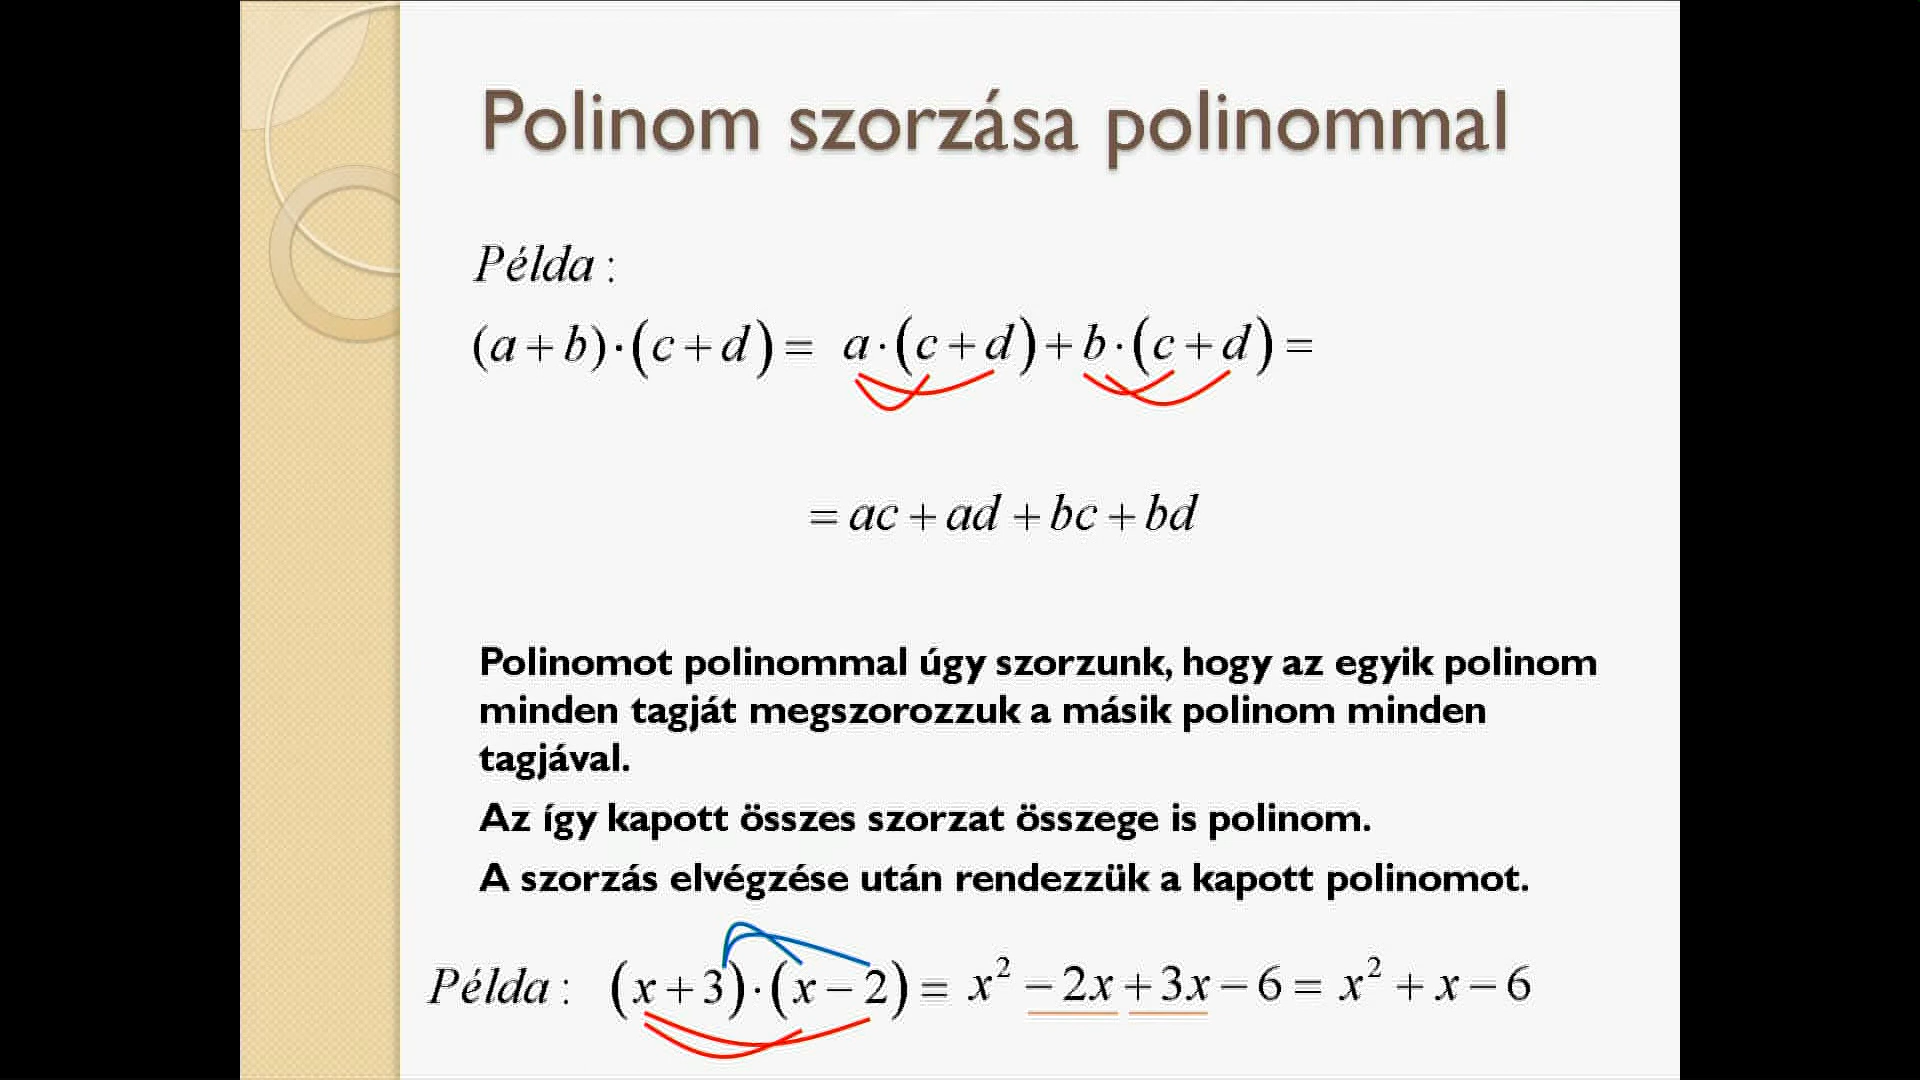 Polinom szorzása polinommal
Példa :
(a + b) · (c + d) = a · (c + d) + b · (c + d) =
= ac + ad + bc + bd
Polinomot polinommal úgy szorzunk, hogy az egyik polinom
minden tagját megszorozzuk a másik polinom minden
tagjával.
Az így kapott összes szorzat összege is polinom.
A szorzás elvégzése után rendezzük a kapott polinomot.
Példa : (x + 3) · (x − 2) = x² − 2x + 3x − 6 = x² + x − 6